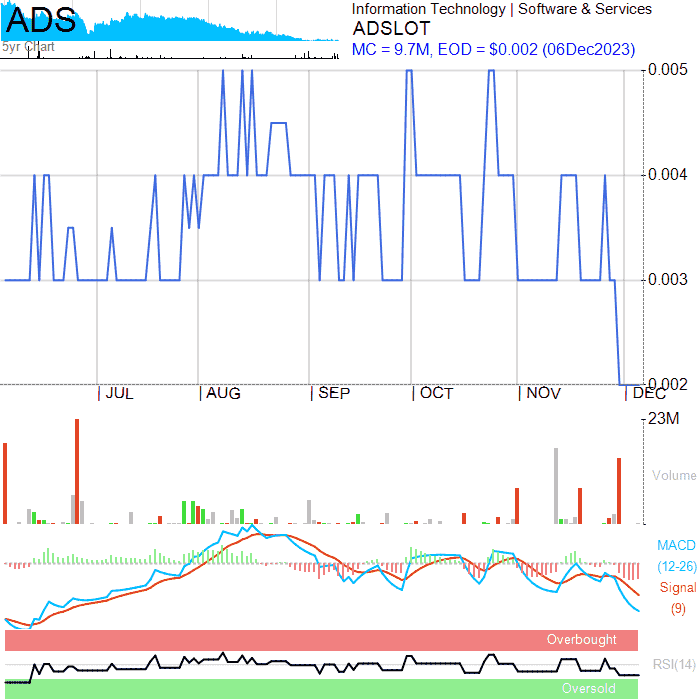 ADS
5yr Chart
Information Technology | Software & Services
ADSLOT
MC = 9.7M, EOD = $0.002 (06Dec2023)
0.005
0.004
0.003
0.002
JUL
AUG
SEP
OCT
NOV
DEC
23M
Volume
MACD
(12-26)
Signal
(9)
Overbought
RSI(14)
Oversold